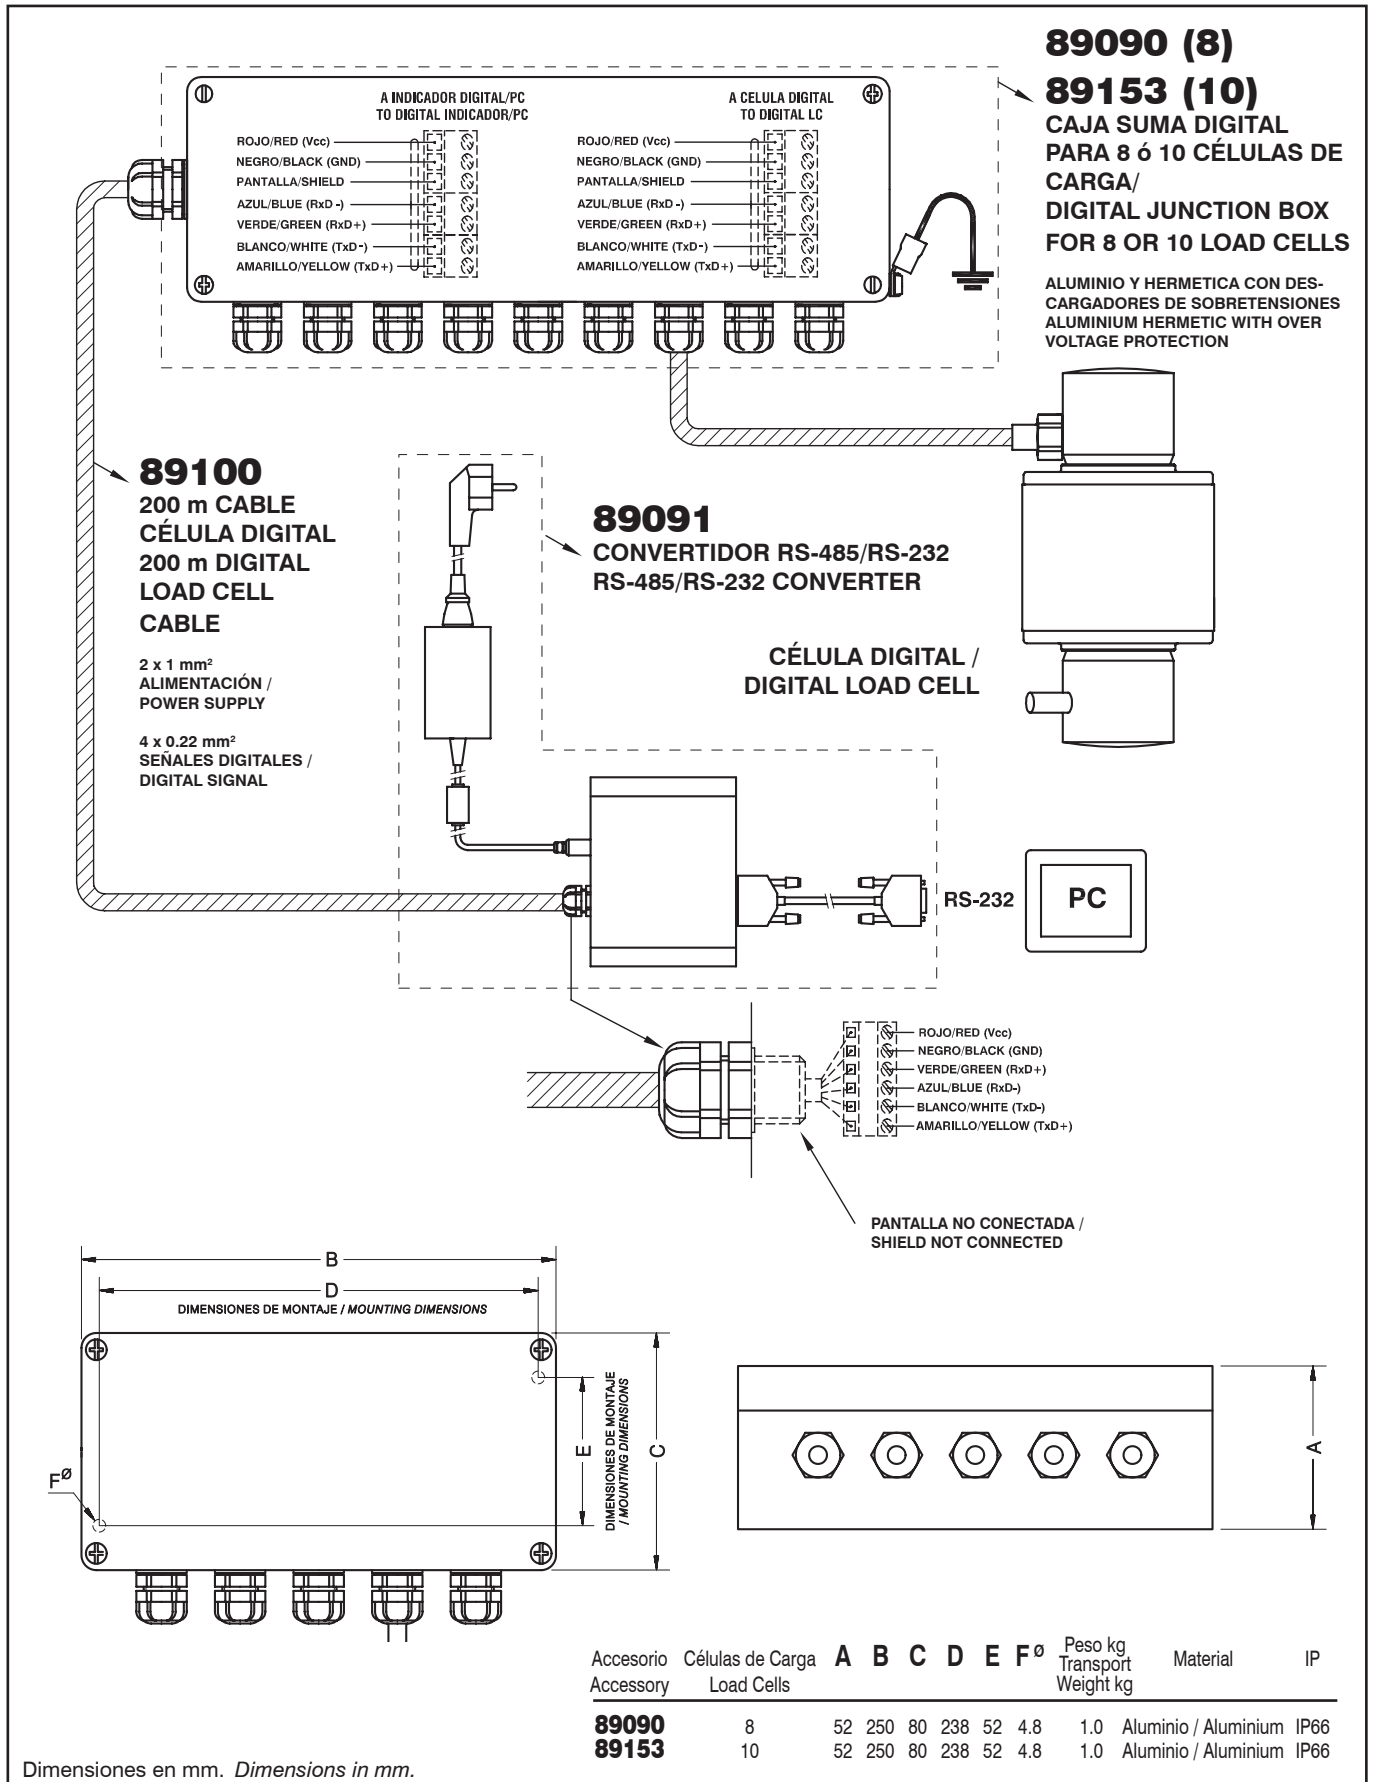 89090 (8)
89153 (10)
CAJA SUMA DIGITAL
PARA 8 ó 10 CÉLULAS DE
CARGA/
DIGITAL JUNCTION BOX
FOR 8 OR 10 LOAD CELLS
ALUMINIO Y HERMETICA CON DES-
CARGADORES DE SOBRETENSIONES
ALUMINIUM HERMETIC WITH OVER
VOLTAGE PROTECTION
A INDICADOR DIGITAL/PC
TO DIGITAL INDICADOR/PC
ROJO/RED (Vcc)
NEGRO/BLACK (GND)
PANTALLA/SHIELD
AZUL/BLUE (RxD-)
VERDE/GREEN (RxD+)
BLANCO/WHITE (TxD-)
AMARILLO/YELLOW (TxD+)
A CELULA DIGITAL
TO DIGITAL LC
ROJO/RED (Vcc)
NEGRO/BLACK (GND)
PANTALLA/SHIELD
AZUL/BLUE (RxD-)
VERDE/GREEN (RxD+)
BLANCO/WHITE (TxD-)
AMARILLO/YELLOW (TxD+)
89100
200 m CABLE
CÉLULA DIGITAL
200 m DIGITAL
LOAD CELL
CABLE
2 x 1 mm²
ALIMENTACIÓN /
POWER SUPPLY
4 x 0.22 mm²
SEÑALES DIGITALES /
DIGITAL SIGNAL
89091
CONVERTIDOR RS-485/RS-232
RS-485/RS-232 CONVERTER
CÉLULA DIGITAL /
DIGITAL LOAD CELL
RS-232
PC
ROJO/RED (Vcc)
NEGRO/BLACK (GND)
VERDE/GREEN (RxD+)
AZUL/BLUE (RxD-)
BLANCO/WHITE (TxD-)
AMARILLO/YELLOW (TxD+)
PANTALLA NO CONECTADA /
SHIELD NOT CONNECTED
B
D
DIMENSIONES DE MONTAJE / MOUNTING DIMENSIONS
E
DIMENSIONES DE MONTAJE
/ MOUNTING DIMENSIONS
C
FØ
A
Accesorio Células de Carga A B C D E FØ Peso kg Material IP
Accessory Load Cells Transport
Weight kg
89090 8 52 250 80 238 52 4.8 1.0 Aluminio / Aluminium IP66
89153 10 52 250 80 238 52 4.8 1.0 Aluminio / Aluminium IP66
Dimensiones en mm. Dimensions in mm.